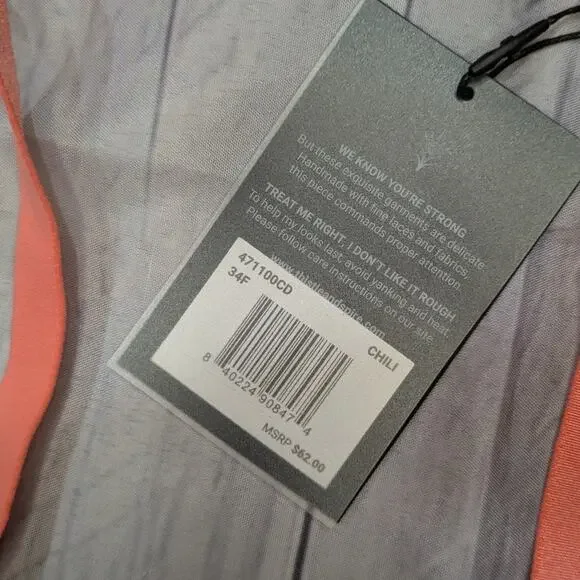 WE KNOW YOU'RE STRONG
But these exquisite garments are delicate.
Handmade with fine laces and fabrics,
this piece commands proper attention.
TREAT ME RIGHT, I DON'T LIKE IT ROUGH
To help my looks last avoid yanking and heat.
Please follow care instructions on our site.
www.thistleandspire.com
471100CD
34F
CHILI
8 40224 90847 4
MSRP $62.00